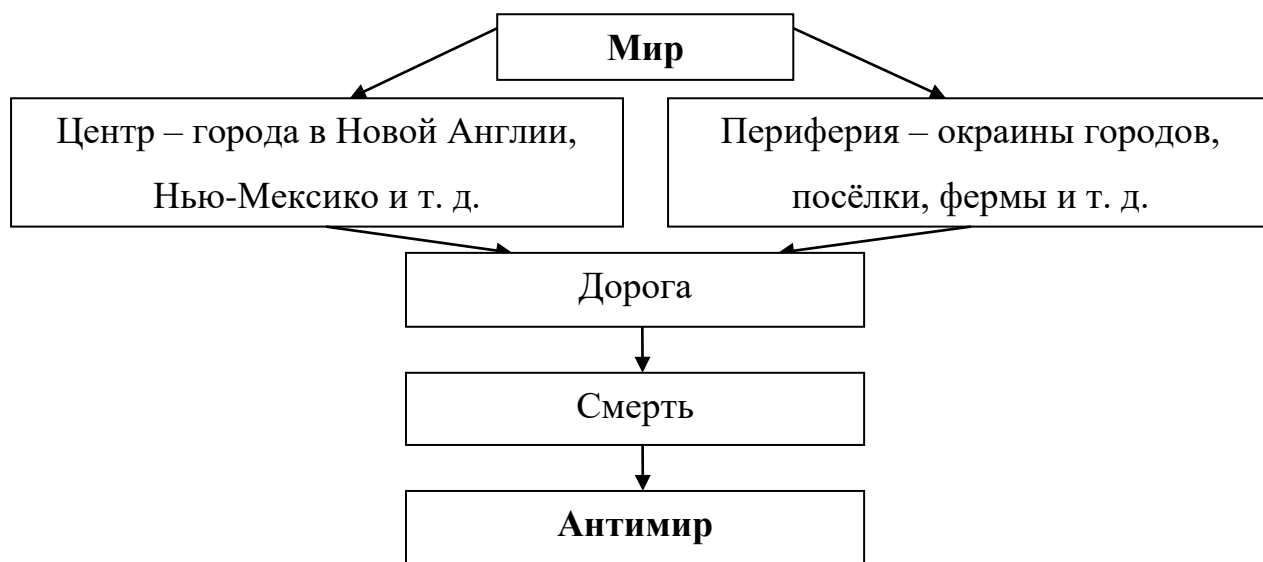 Мир
Центр – города в Новой Англии,
Нью-Мексико и т. д.
Периферия – окраины городов,
посёлки, фермы и т. д.
Дорога
Смерть
Антимир